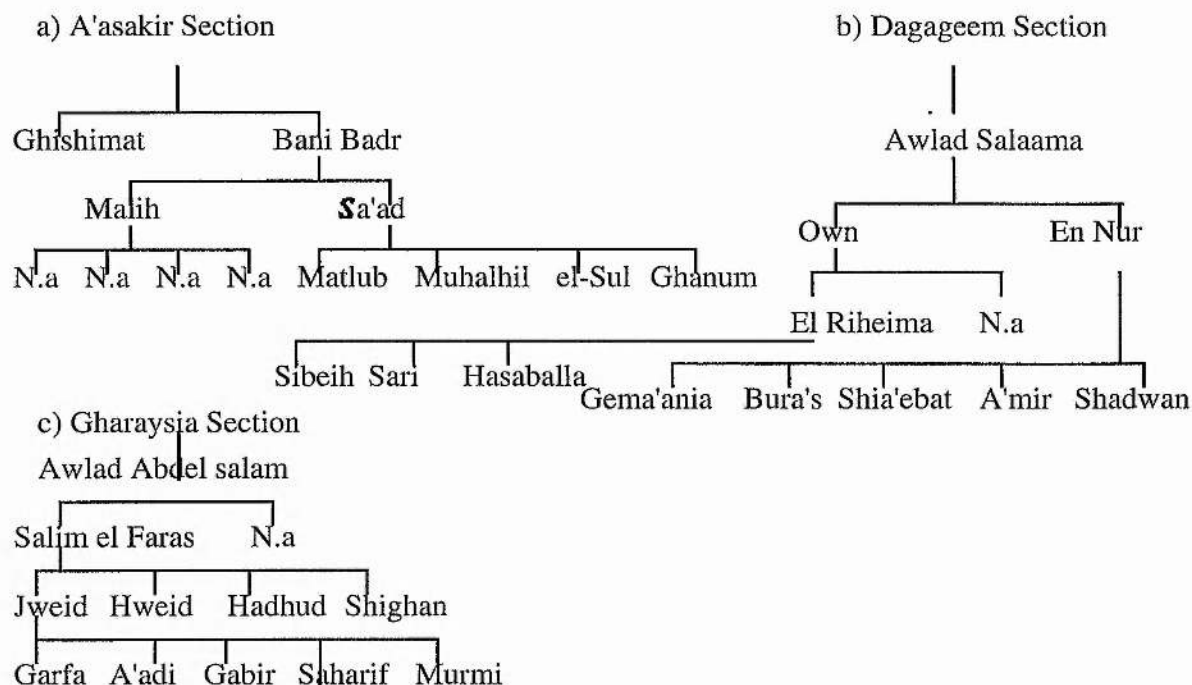 a) A'asakir Section
b) Dagageem Section
Ghishimat Bani Badr
Awlad Salaama
Malih Sa'ad
Own En Nur
N.a N.a N.a N.a Matlub Muhalhil el-Sul Ghanum
El Riheima N.a
Sibeih Sari Hasaballa
Gema'ania Bura's Shia'ebat A'mir Shadwan
c) Gharaysia Section
Awlad Abdel salam
Salim el Faras N.a
Jweid Hweid Hadhud Shighan
Garfa A'adi Gabir Saharif Murmi